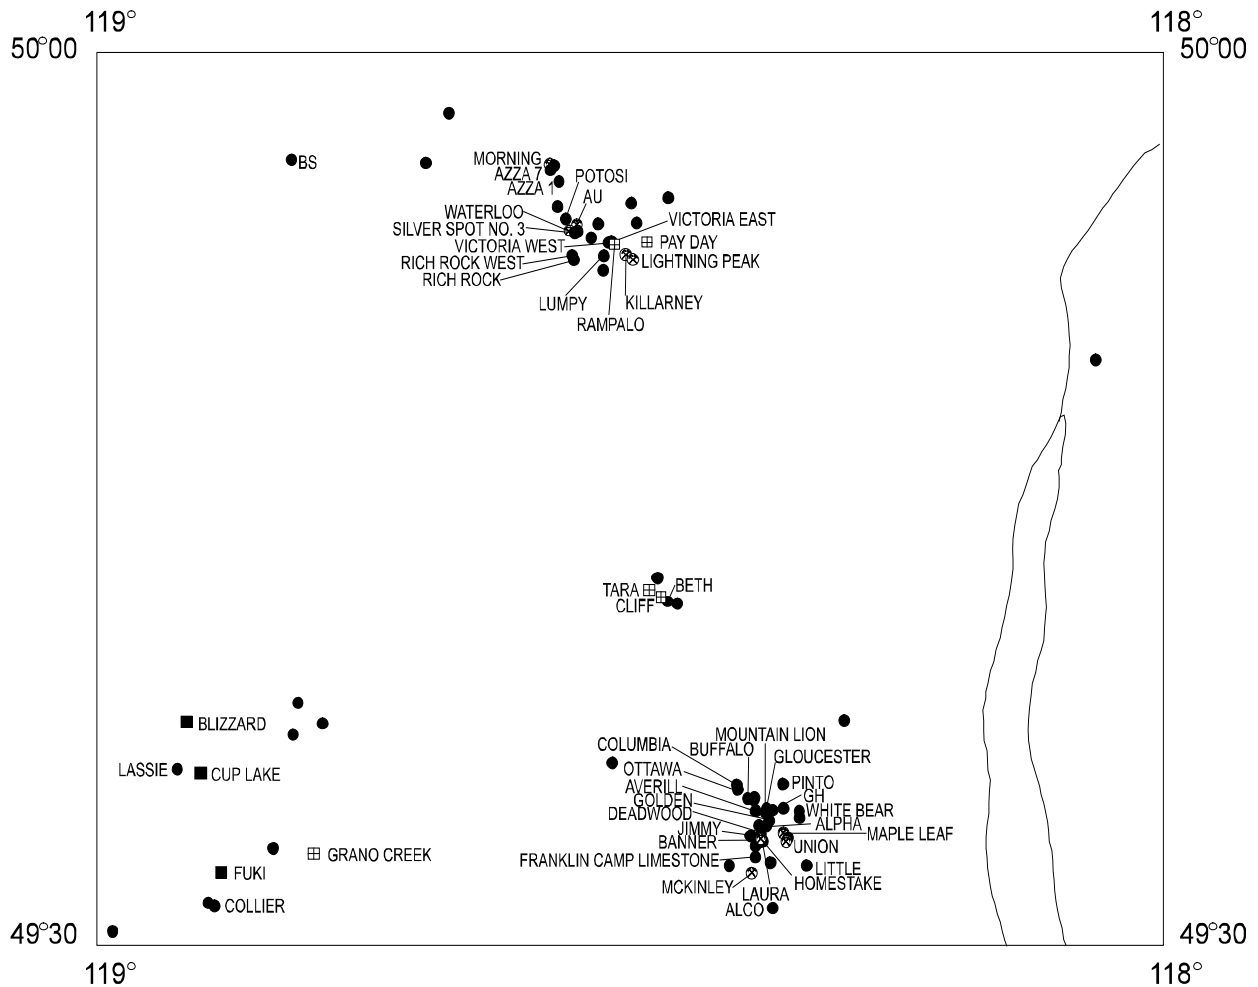 119°
118°
50°00
50°00
BS
MORNING
AZZA 7
POTOSI
AZZA 1
AU
WATERLOO
VICTORIA EAST
SILVER SPOT NO. 3
VICTORIA WEST
PAY DAY
RICH ROCK WEST
LIGHTNING PEAK
RICH ROCK
LUMPY
KILLARNEY
RAMPALO
TARA
BETH
CLIFF
BLIZZARD
LASSIE
CUP LAKE
MOUNTAIN LION
COLUMBIA
BUFFALO
GLOUCESTER
OTTAWA
PINTO
AVERILL
GH
GOLDEN
WHITE BEAR
DEADWOOD
ALPHA
JIMMY
MAPLE LEAF
BANNER
UNION
FRANKLIN CAMP LIMESTONE
LITTLE
MCKINLEY
HOMESTAKE
LAURA
ALCO
GRANO CREEK
FUKI
COLLIER
49°30
49°30
119°
118°